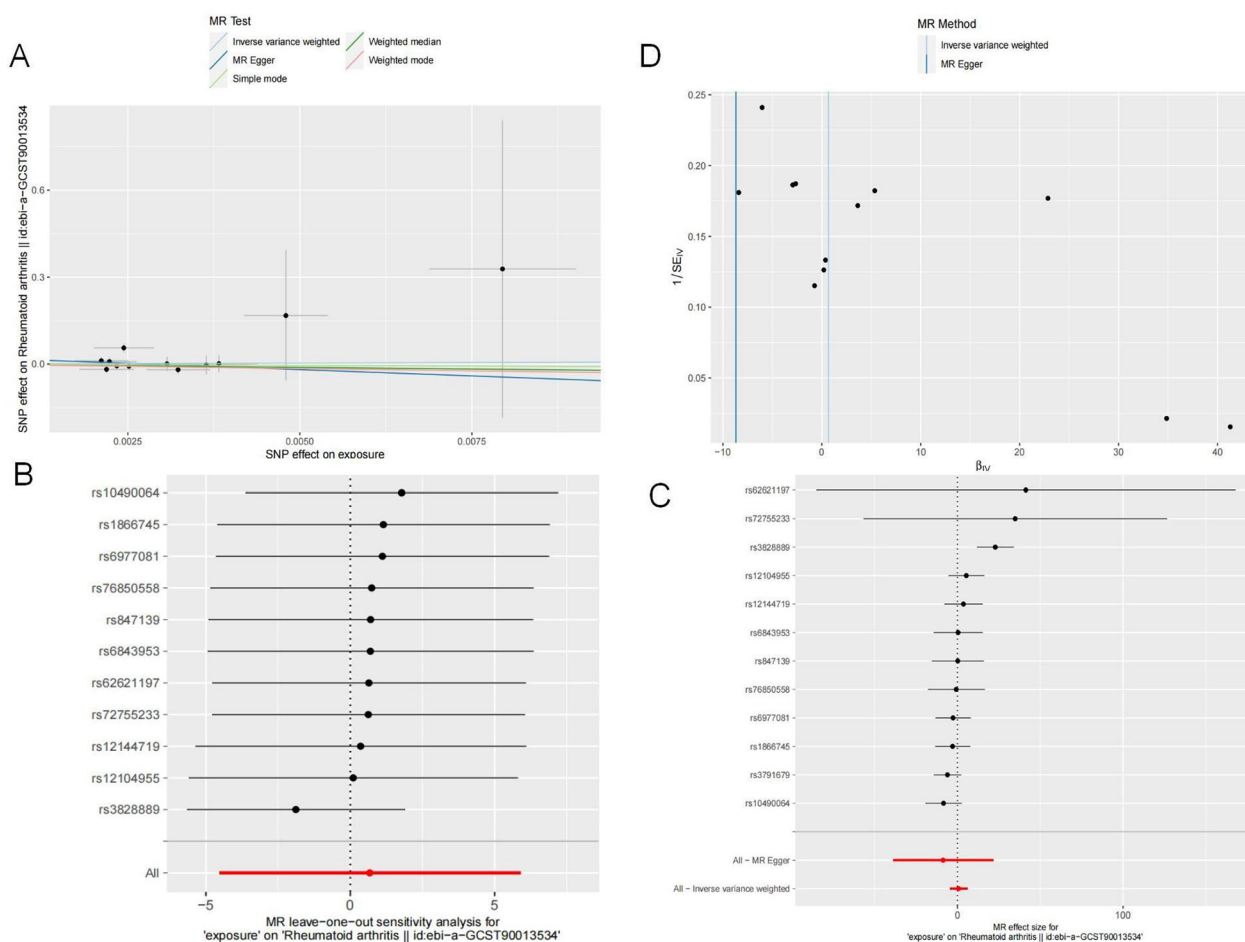 A
MR Test
Inverse variance weighted
MR Egger
Simple mode
Weighted median
Weighted mode
SNP effect on Rheumatoid arthritis || id:ebi-a-GCST90013534
0.6
0.3
0.0
0.0025
0.0050
0.0075
SNP effect on exposure
D
MR Method
Inverse variance weighted
MR Egger
1/SE_IV
0.25
0.20
0.15
0.10
0.05
−10
0
10
20
30
40
β_IV
B
rs10490064
rs1866745
rs6977081
rs76850558
rs847139
rs6843953
rs62621197
rs72755233
rs12144719
rs12104955
rs3828889
All
−5
0
5
MR leave−one−out sensitivity analysis for
'exposure' on 'Rheumatoid arthritis || id:ebi−a−GCST90013534'
C
rs62621197
rs72755233
rs3828889
rs12104955
rs12144719
rs6843953
rs847139
rs76850558
rs6977081
rs1866745
rs3791679
rs10490064
All − MR Egger
All − Inverse variance weighted
0
100
MR effect size for
'exposure' on 'Rheumatoid arthritis || id:ebi−a−GCST90013534'